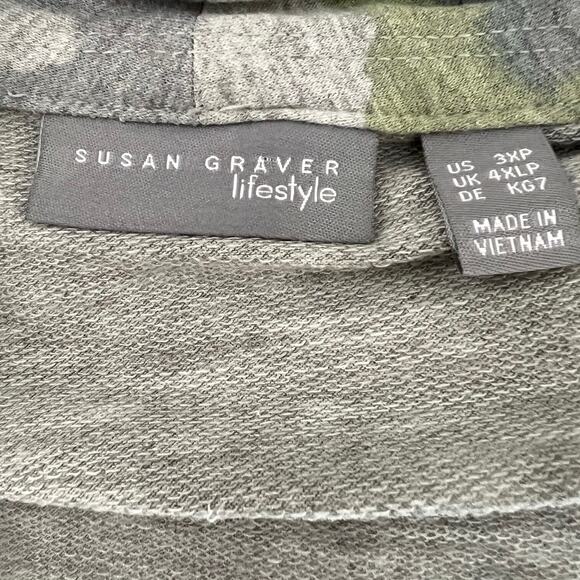 SUSAN GRAVER
lifestyle
US 3XP
UK 4XLP
DE KG7
MADE IN
VIETNAM